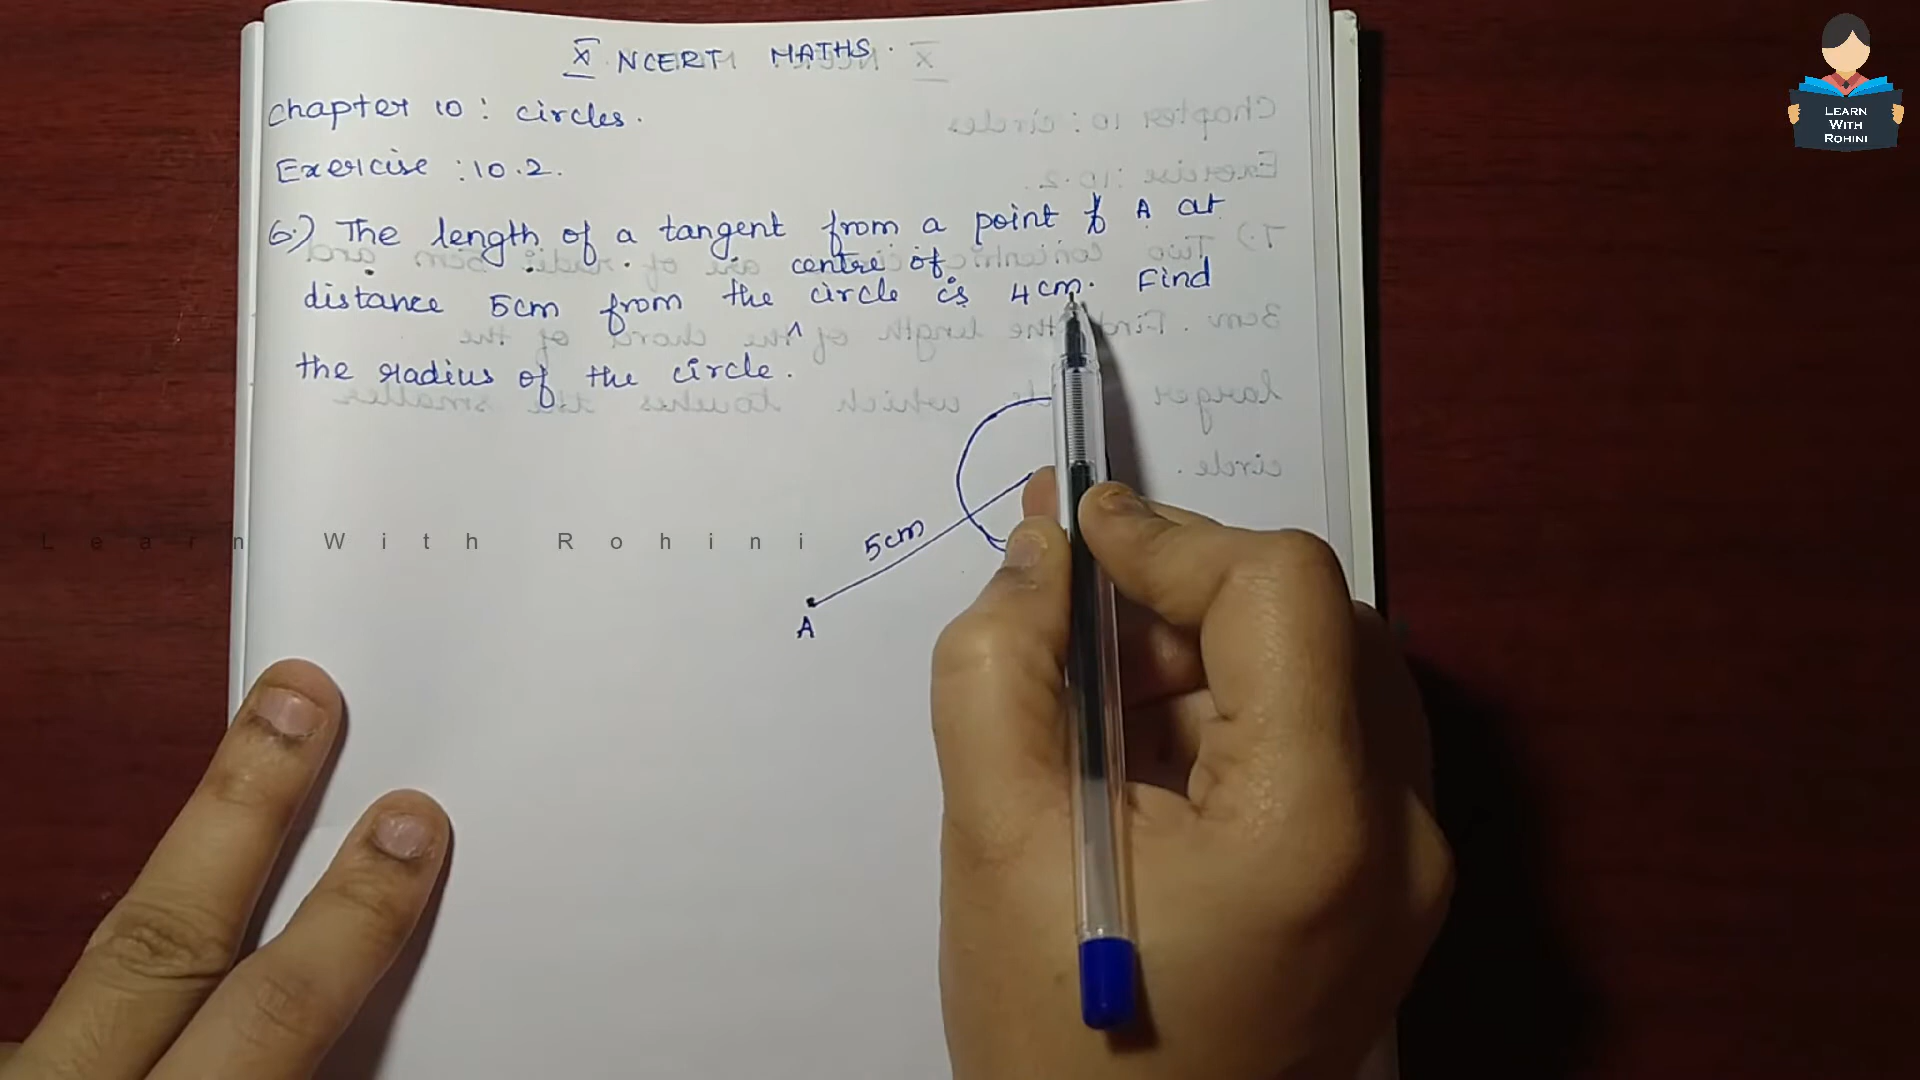 X NCERT MATHS.
Chapter 10: circles.
Exercise :10.2.
6.) The length of a tangent from a point A at
centre of
distance 5cm from the ^ circle is 4cm. Find
the radius of the circle.
5cm
A
LEARN
WITH
ROHINI
Learn With Rohini